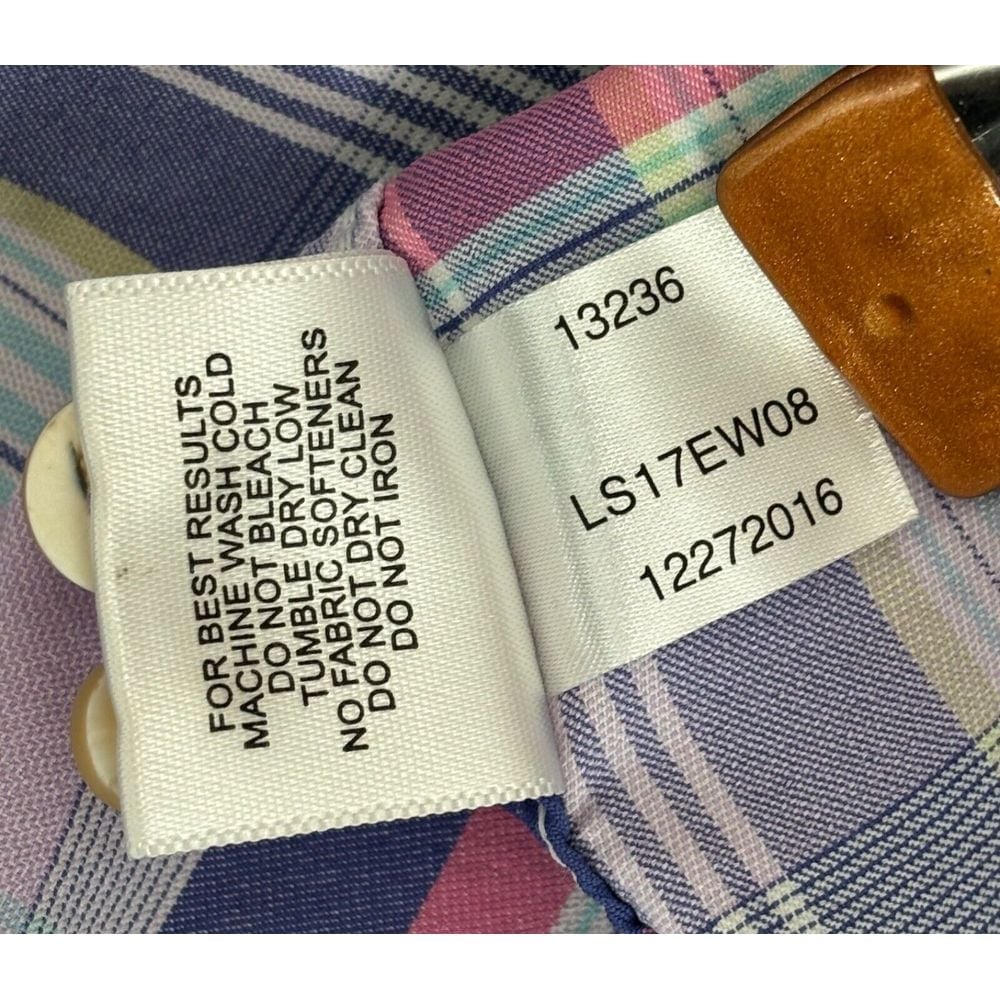 FOR BEST RESULTS
MACHINE WASH COLD
DO NOT BLEACH
TUMBLE DRY LOW
NO FABRIC SOFTENERS
DO NOT DRY CLEAN
DO NOT IRON
13236
LS17EW08
12272016